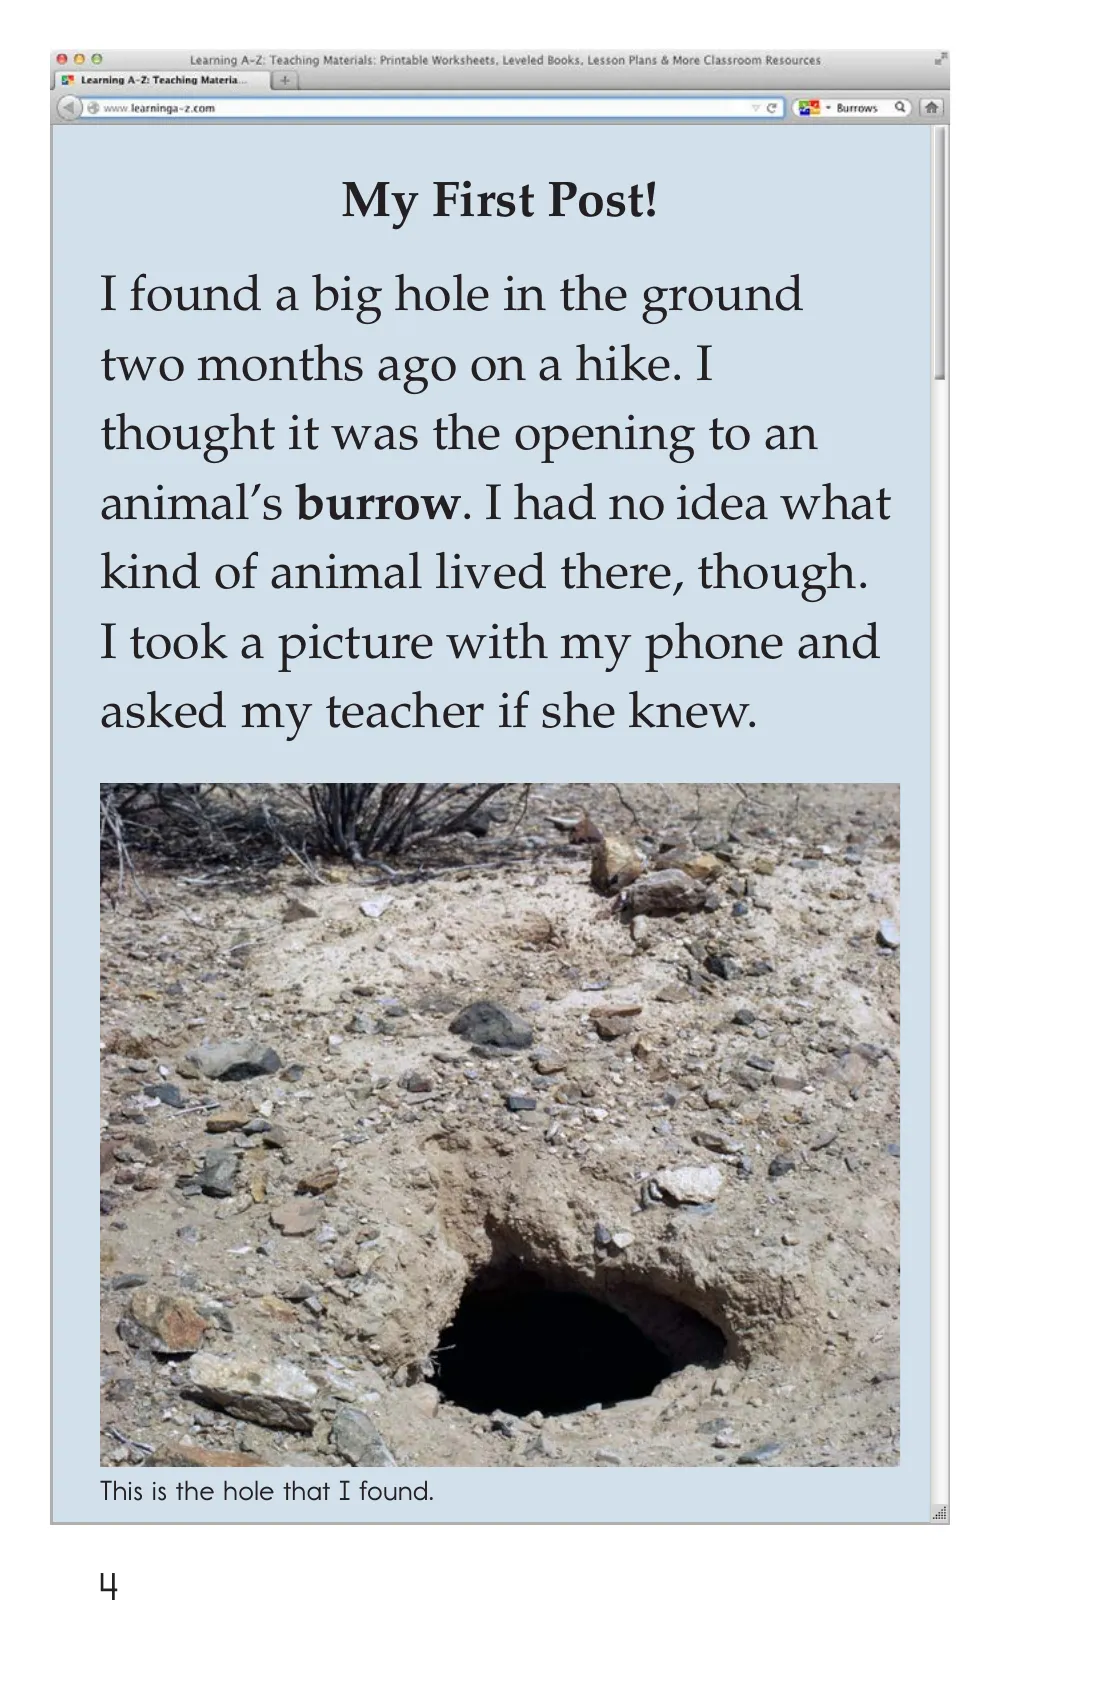 Learning A-Z: Teaching Materials: Printable Worksheets, Leveled Books, Lesson Plans & More Classroom Resources
Learning A-Z: Teaching Materia...
www.learninga-z.com
Burrows
My First Post!
I found a big hole in the ground
two months ago on a hike. I
thought it was the opening to an
animal’s burrow. I had no idea what
kind of animal lived there, though.
I took a picture with my phone and
asked my teacher if she knew.
This is the hole that I found.
4